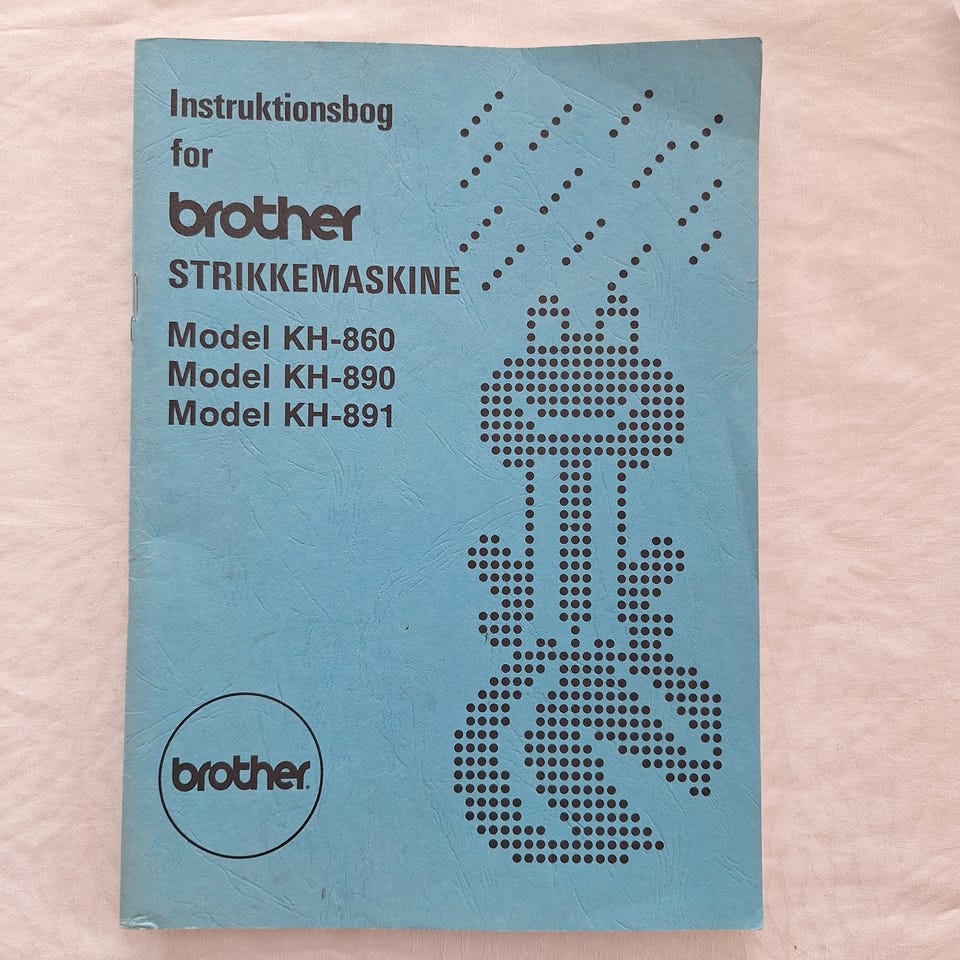 Instruktionsbog
for
brother
STRIKKEMASKINE
Model KH-860
Model KH-890
Model KH-891
brother®